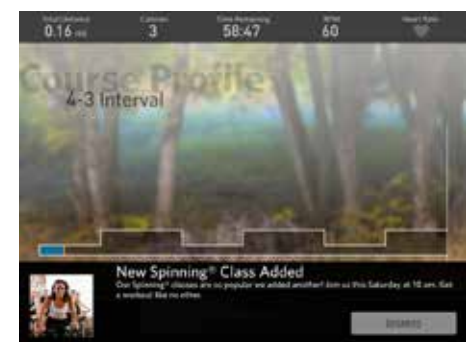 Total Distance Calories Time Remaining RPM Heart Rate
0.16 mi 3 58:47 60
Course Profile
4-3 Interval
New Spinning® Class Added
Our Spinning® classes are so popular we added another! Join us this Saturday at 10 am. Get
a workout like no other.
DISMISS